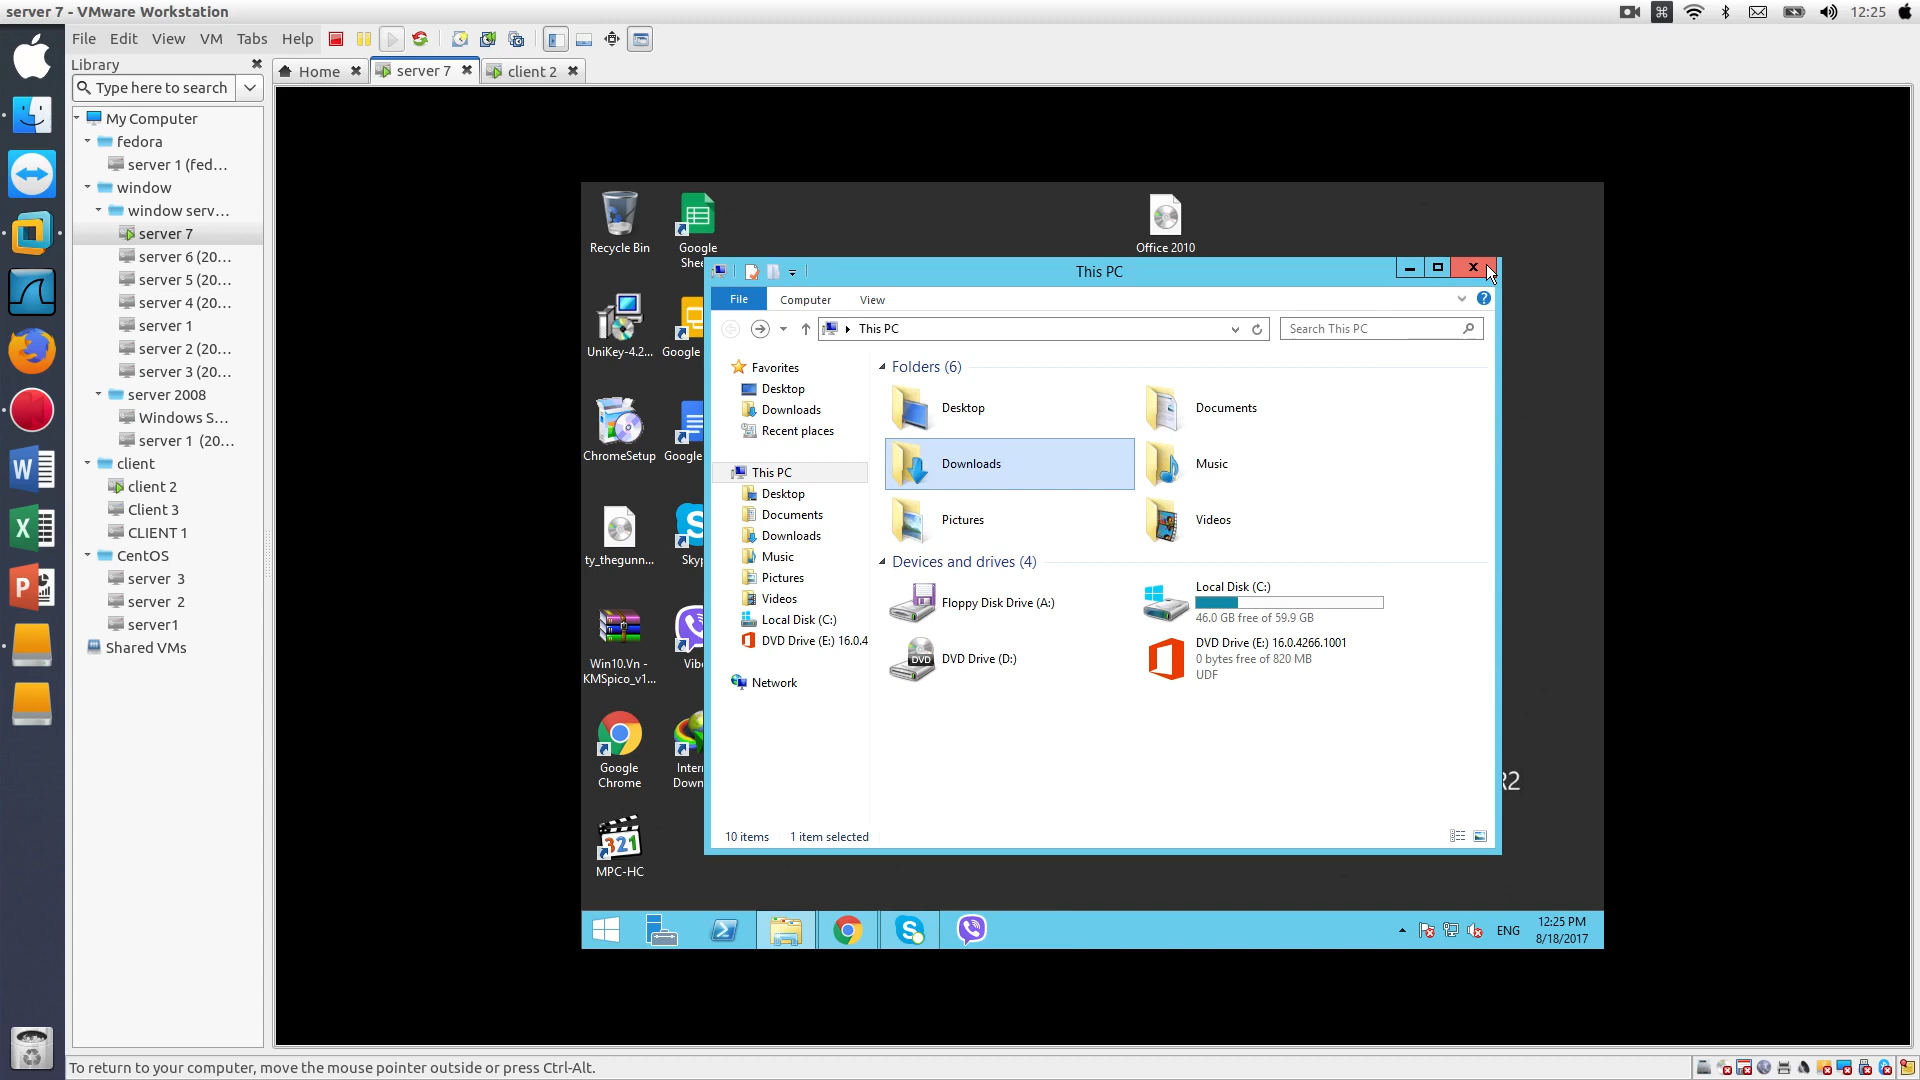 server 7 - VMware Workstation
12:25
File Edit View VM Tabs Help
Library
Type here to search
Home
server 7
client 2
My Computer
fedora
server 1 (fed...
window
window serv...
server 7
server 6 (20...
server 5 (20...
server 4 (20...
server 1
server 2 (20...
server 3 (20...
server 2008
Windows S...
server 1 (20...
client
client 2
Client 3
CLIENT 1
CentOS
server 3
server 2
server1
Shared VMs
Recycle Bin
Google
Shee
Office 2010
UniKey-4.2...
Google
ChromeSetup
Google
ty_thegunn...
Skyp
Win10.Vn -
KMSpico_v1...
Vibe
Google
Chrome
Inter
Down
321
MPC-HC
This PC
File
Computer
View
This PC
Search This PC
Favorites
Desktop
Downloads
Recent places
This PC
Desktop
Documents
Downloads
Music
Pictures
Videos
Local Disk (C:)
DVD Drive (E:) 16.0.4
Network
Folders (6)
Desktop
Documents
Downloads
Music
Pictures
Videos
Devices and drives (4)
Floppy Disk Drive (A:)
Local Disk (C:)
46.0 GB free of 59.9 GB
DVD
DVD Drive (D:)
DVD Drive (E:) 16.0.4266.1001
0 bytes free of 820 MB
UDF
10 items
1 item selected
R2
ENG
12:25 PM
8/18/2017
To return to your computer, move the mouse pointer outside or press Ctrl-Alt.